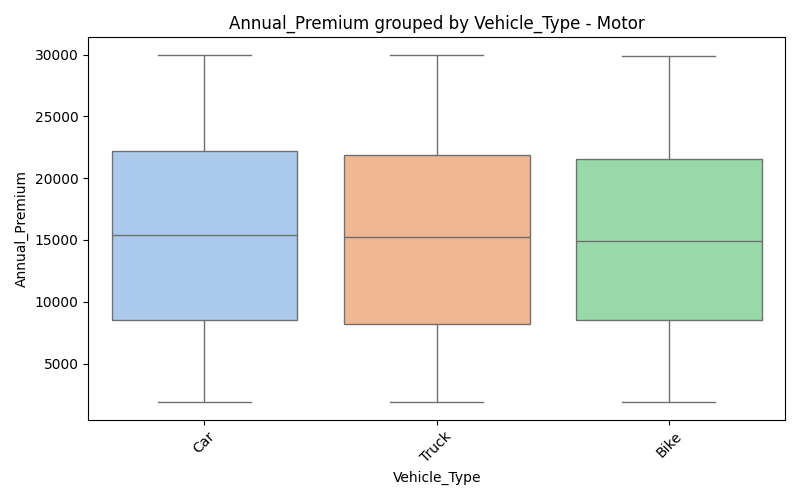 Annual_Premium grouped by Vehicle_Type - Motor
30000
25000
20000
15000
10000
5000
Annual_Premium
Car
Truck
Bike
Vehicle_Type